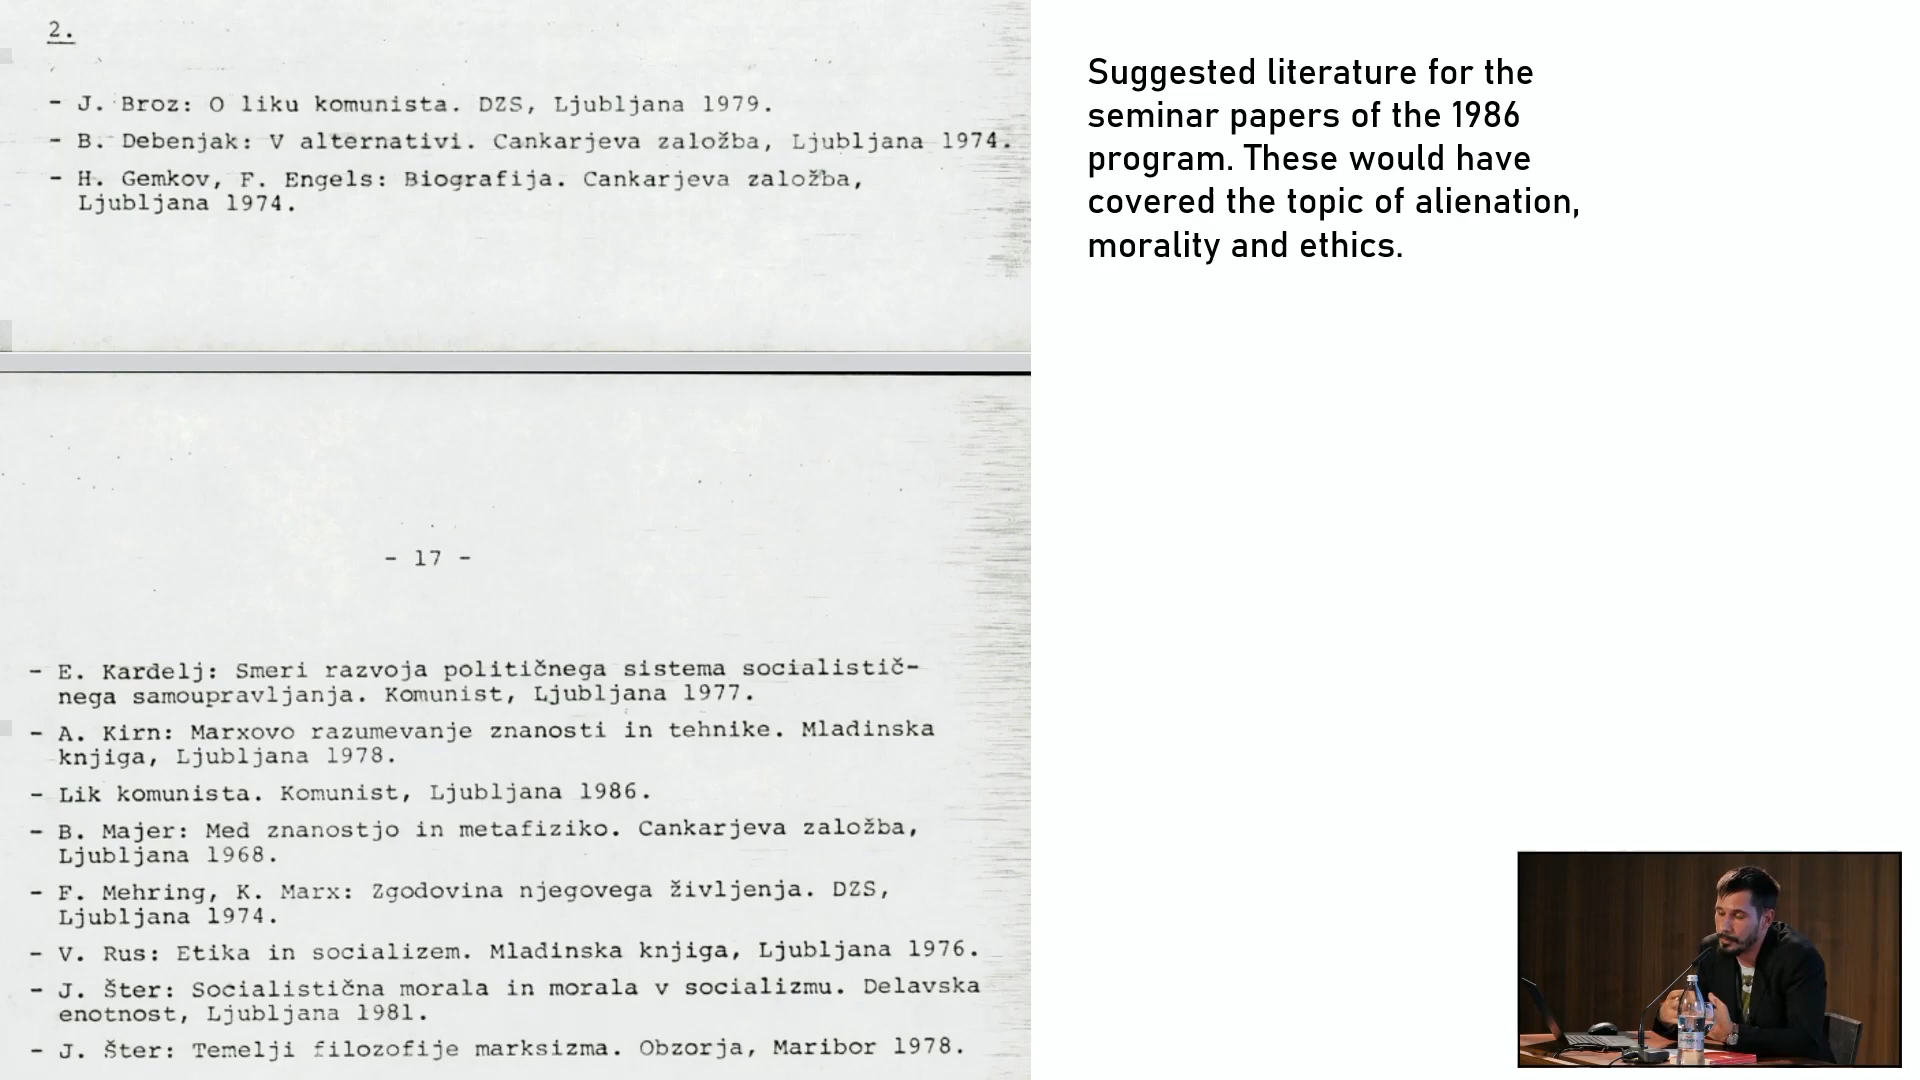 2.
- J. Broz: O liku komunista. DZS, Ljubljana 1979.
- B. Debenjak: V alternativi. Cankarjeva založba, Ljubljana 1974.
- H. Gemkov, F. Engels: Biografija. Cankarjeva založba,
Ljubljana 1974.
- 17 -
- E. Kardelj: Smeri razvoja političnega sistema socialistič-
nega samoupravljanja. Komunist, Ljubljana 1977.
- A. Kirn: Marxovo razumevanje znanosti in tehnike. Mladinska
knjiga, Ljubljana 1978.
- Lik komunista. Komunist, Ljubljana 1986.
- B. Majer: Med znanostjo in metafiziko. Cankarjeva založba,
Ljubljana 1968.
- F. Mehring, K. Marx: Zgodovina njegovega življenja. DZS,
Ljubljana 1974.
- V. Rus: Etika in socializem. Mladinska knjiga, Ljubljana 1976.
- J. Šter: Socialistična morala in morala v socializmu. Delavska
enotnost, Ljubljana 1981.
- J. Šter: Temelji filozofije marksizma. Obzorja, Maribor 1978.
Suggested literature for the
seminar papers of the 1986
program. These would have
covered the topic of alienation,
morality and ethics.